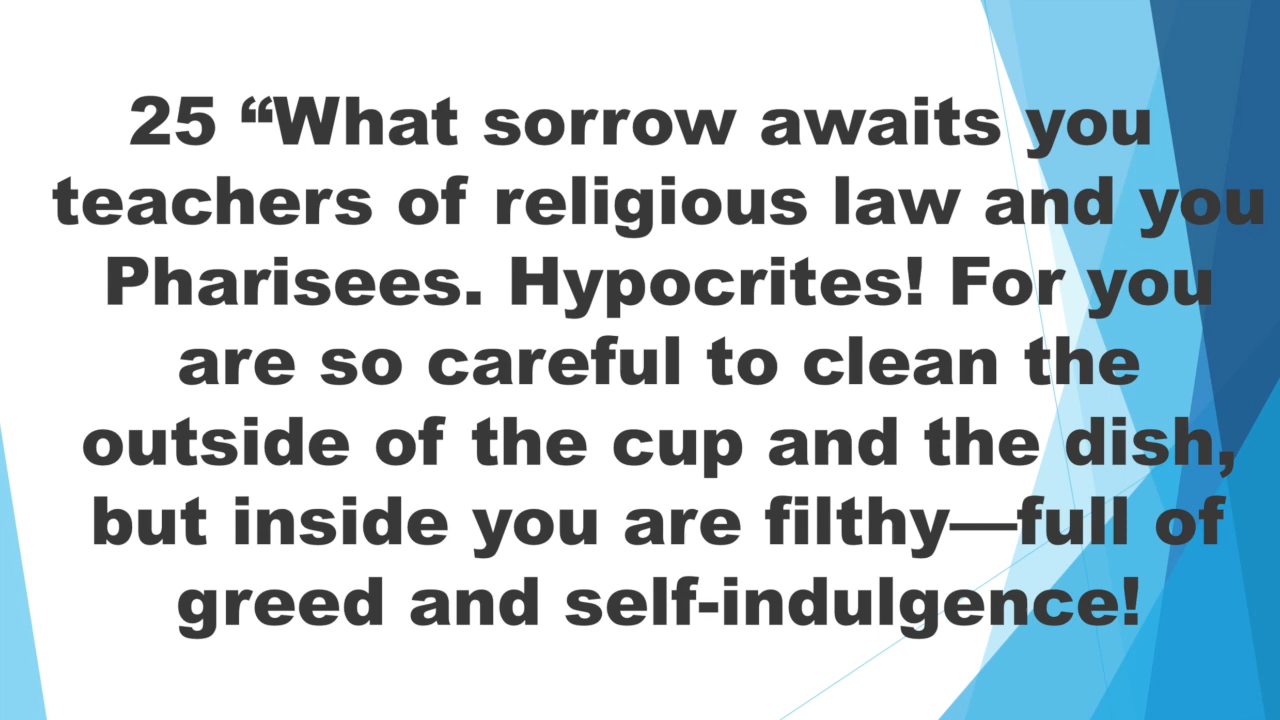 25 “What sorrow awaits you
teachers of religious law and you
Pharisees. Hypocrites! For you
are so careful to clean the
outside of the cup and the dish,
but inside you are filthy—full of
greed and self-indulgence!